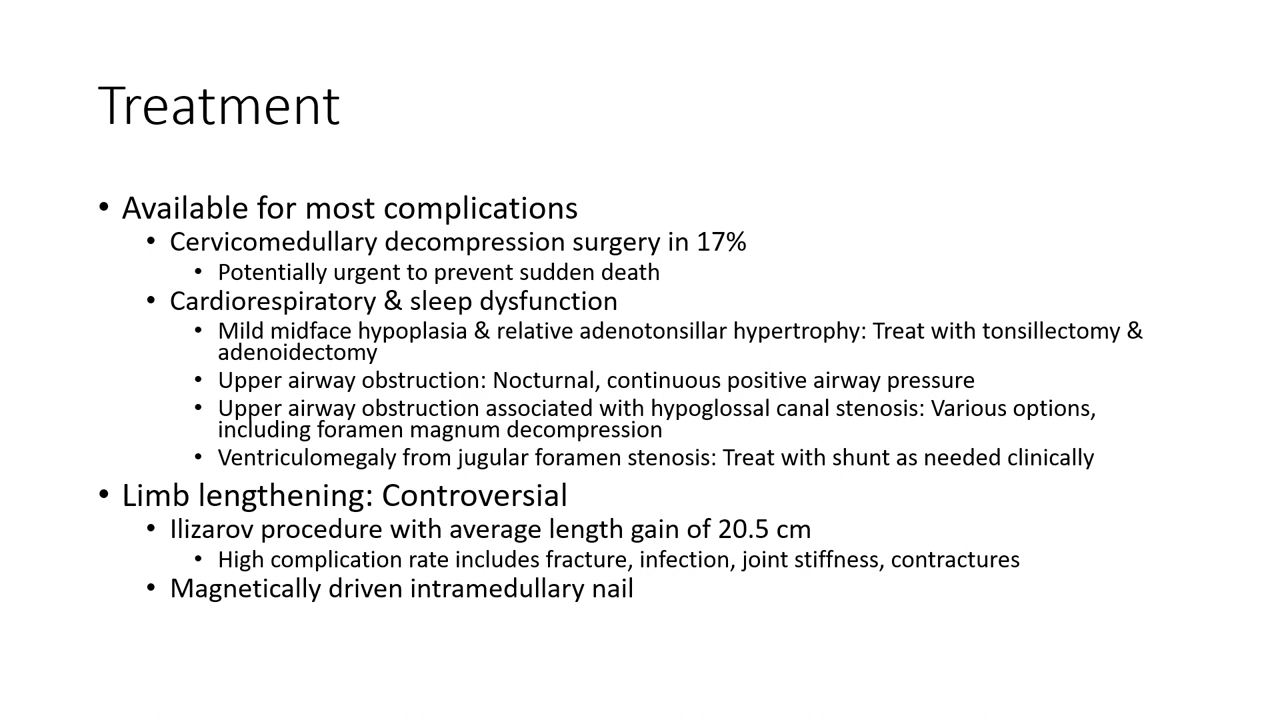 Treatment
• Available for most complications
• Cervicomedullary decompression surgery in 17%
• Potentially urgent to prevent sudden death
• Cardiorespiratory & sleep dysfunction
• Mild midface hypoplasia & relative adenotonsillar hypertrophy: Treat with tonsillectomy &
adenoidectomy
• Upper airway obstruction: Nocturnal, continuous positive airway pressure
• Upper airway obstruction associated with hypoglossal canal stenosis: Various options,
including foramen magnum decompression
• Ventriculomegaly from jugular foramen stenosis: Treat with shunt as needed clinically
• Limb lengthening: Controversial
• Ilizarov procedure with average length gain of 20.5 cm
• High complication rate includes fracture, infection, joint stiffness, contractures
• Magnetically driven intramedullary nail